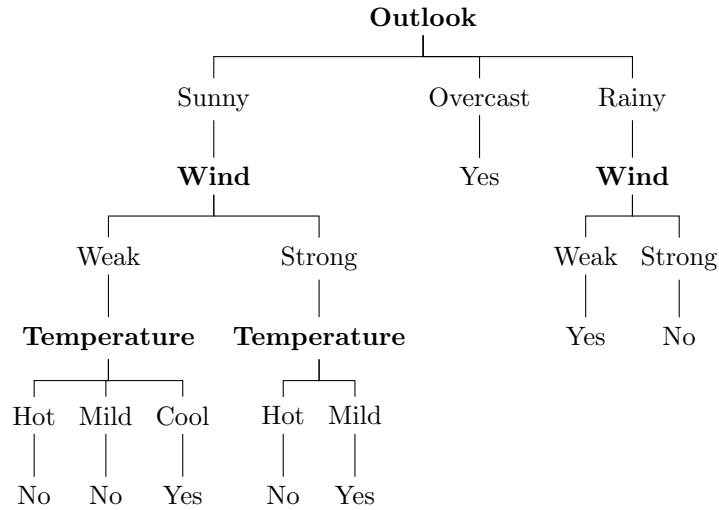 Outlook
Sunny Overcast Rainy
Wind Yes Wind
Weak Strong Weak Strong
Temperature Temperature Yes No
Hot Mild Cool Hot Mild
No No Yes No Yes